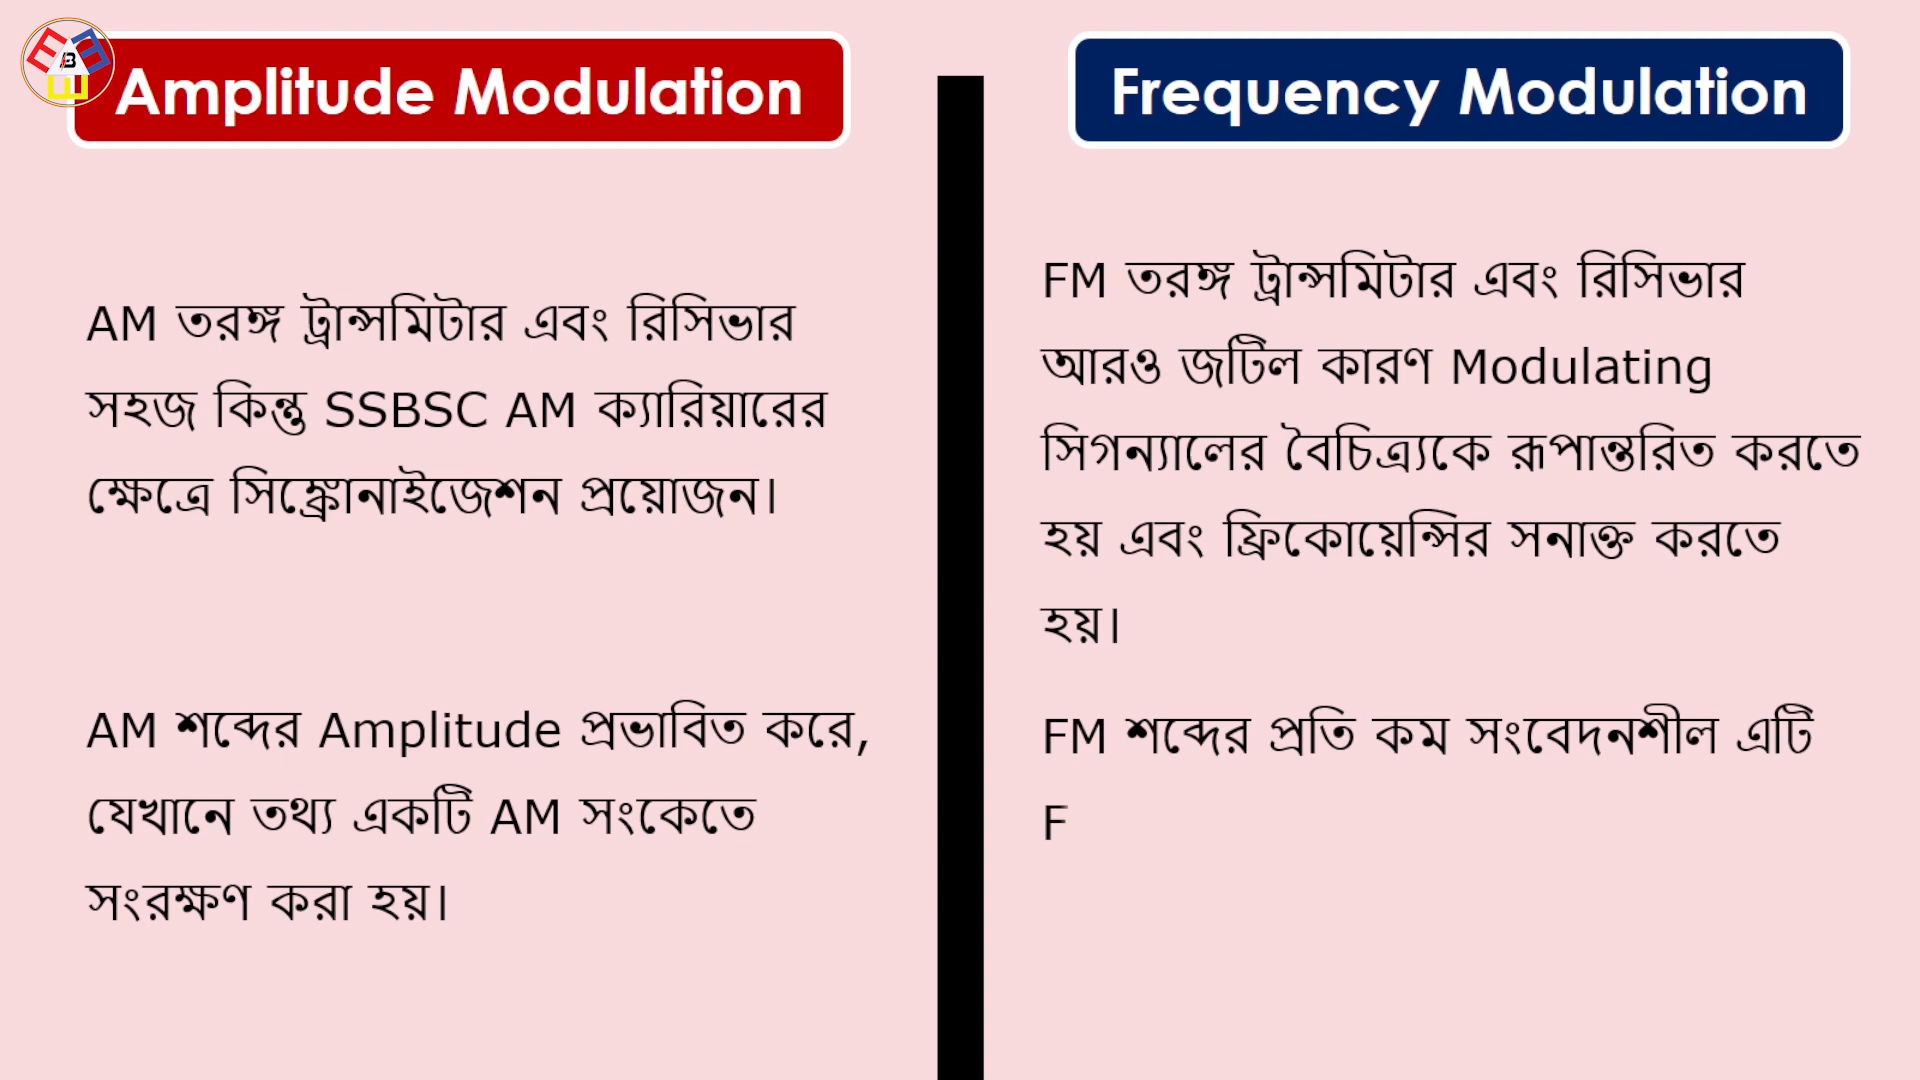 Amplitude Modulation
AM তরঙ্গ ট্রান্সমিটার এবং রিসিভার
সহজ কিন্তু SSBSC AM ক্যারিয়ারের
ক্ষেত্রে সিঙ্ক্রোনাইজেশন প্রয়োজন।
AM শব্দের Amplitude প্রভাবিত করে,
যেখানে তথ্য একটি AM সংকেতে
সংরক্ষণ করা হয়।
Frequency Modulation
FM তরঙ্গ ট্রান্সমিটার এবং রিসিভার
আরও জটিল কারণ Modulating
সিগন্যালের বৈচিত্র্যকে রূপান্তরিত করতে
হয় এবং ফ্রিকোয়েন্সির সনাক্ত করতে
হয়।
FM শব্দের প্রতি কম সংবেদনশীল এটি
F